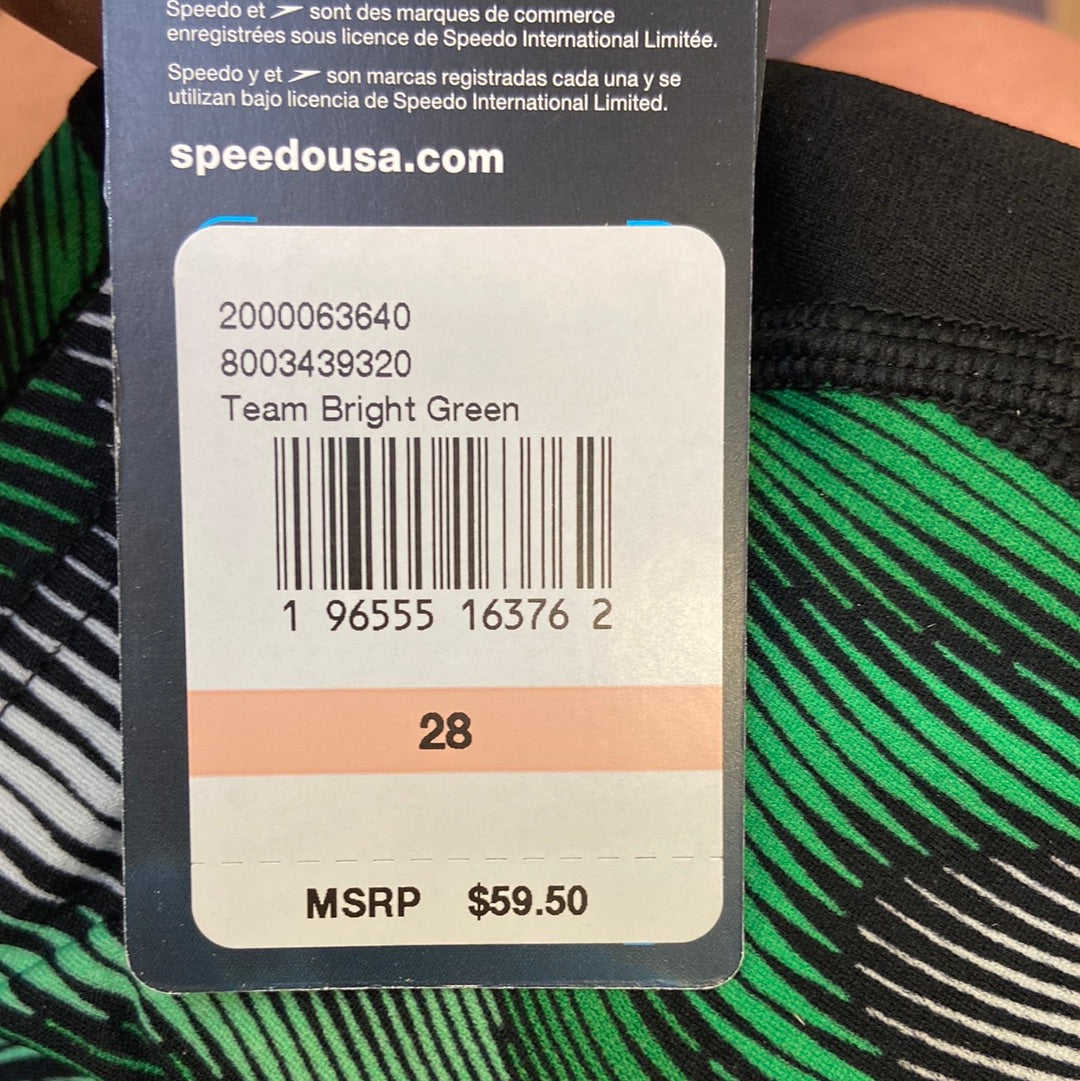 Speedo et sont des marques de commerce
enregistrées sous licence de Speedo International Limitée.
Speedo y et son marcas registradas cada una y se
utilizan bajo licencia de Speedo International Limited.
speedousa.com
2000063640
8003439320
Team Bright Green
1 96555 16376 2
28
MSRP $59.50